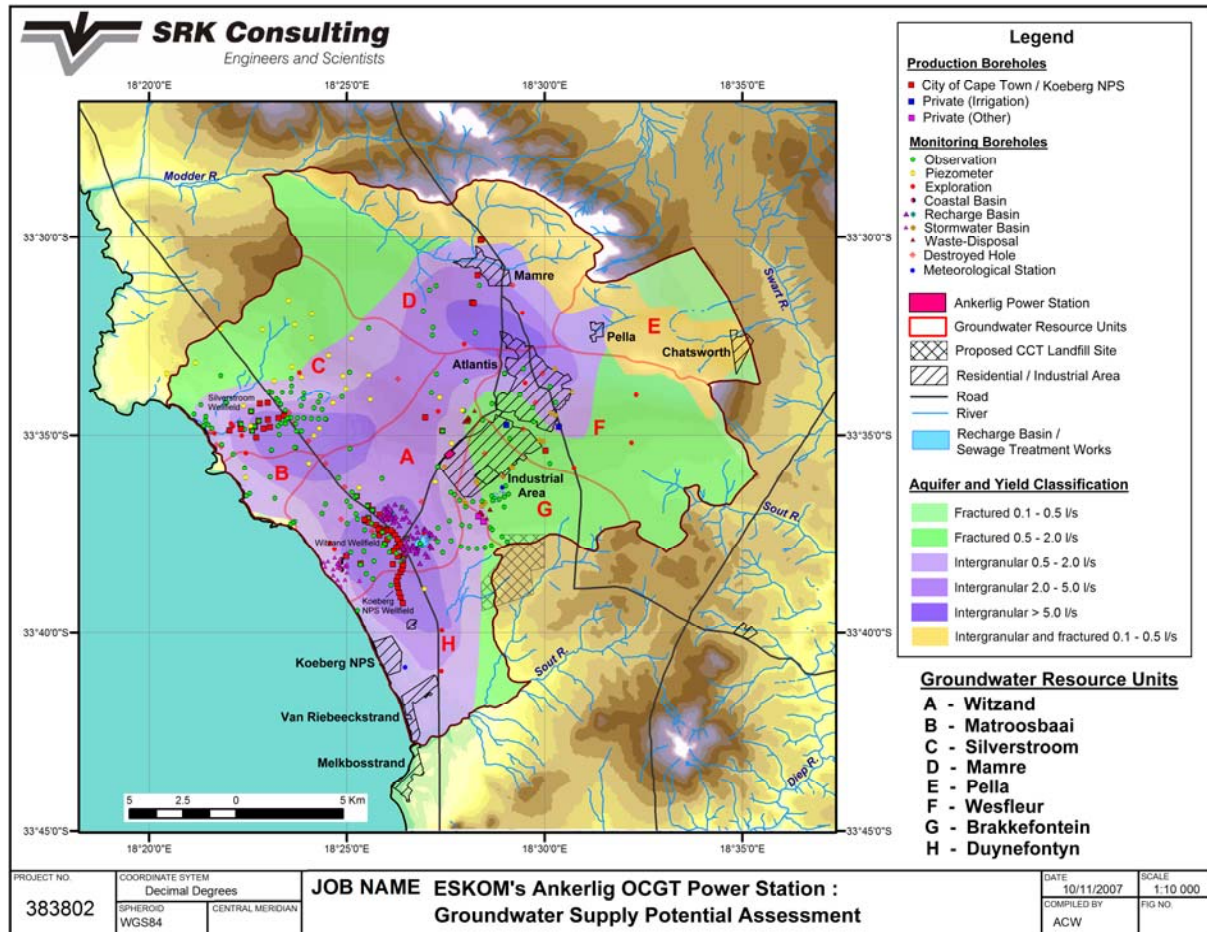 SRK Consulting
Engineers and Scientists
18°20'0"E
18°25'0"E
18°30'0"E
18°35'0"E
33°30'0"S
33°35'0"S
33°40'0"S
33°45'0"S
33°30'0"S
33°35'0"S
33°40'0"S
33°45'0"S
18°20'0"E
18°25'0"E
18°30'0"E
18°35'0"E
Modder R.
Mamre
D
Swart R.
E
Pella
Chatsworth
C
Atlantis
Silverstroom
Wellfield
F
A
B
Industrial
Area
G
Sout R.
Witzand Wellfield
Koeberg
NPS Wellfield
H
Koeberg NPS
Sout R.
Van Riebeeckstrand
Melkbosstrand
Diep R.
5 2.5 0 5 Km
Legend
Production Boreholes
City of Cape Town / Koeberg NPS
Private (Irrigation)
Private (Other)
Monitoring Boreholes
Observation
Piezometer
Exploration
Coastal Basin
Recharge Basin
Stormwater Basin
Waste-Disposal
Destroyed Hole
Meteorological Station
Ankerlig Power Station
Groundwater Resource Units
Proposed CCT Landfill Site
Residential / Industrial Area
Road
River
Recharge Basin /
Sewage Treatment Works
Aquifer and Yield Classification
Fractured 0.1 - 0.5 l/s
Fractured 0.5 - 2.0 l/s
Intergranular 0.5 - 2.0 l/s
Intergranular 2.0 - 5.0 l/s
Intergranular > 5.0 l/s
Intergranular and fractured 0.1 - 0.5 l/s
Groundwater Resource Units
A - Witzand
B - Matroosbaai
C - Silverstroom
D - Mamre
E - Pella
F - Wesfleur
G - Brakkefontein
H - Duynefontyn
PROJECT NO.
383802
COORDINATE SYTEM
Decimal Degrees
SPHEROID
WGS84
CENTRAL MERIDIAN
JOB NAME ESKOM's Ankerlig OCGT Power Station :
Groundwater Supply Potential Assessment
DATE
10/11/2007
SCALE
1:10 000
COMPILED BY
ACW
FIG NO.